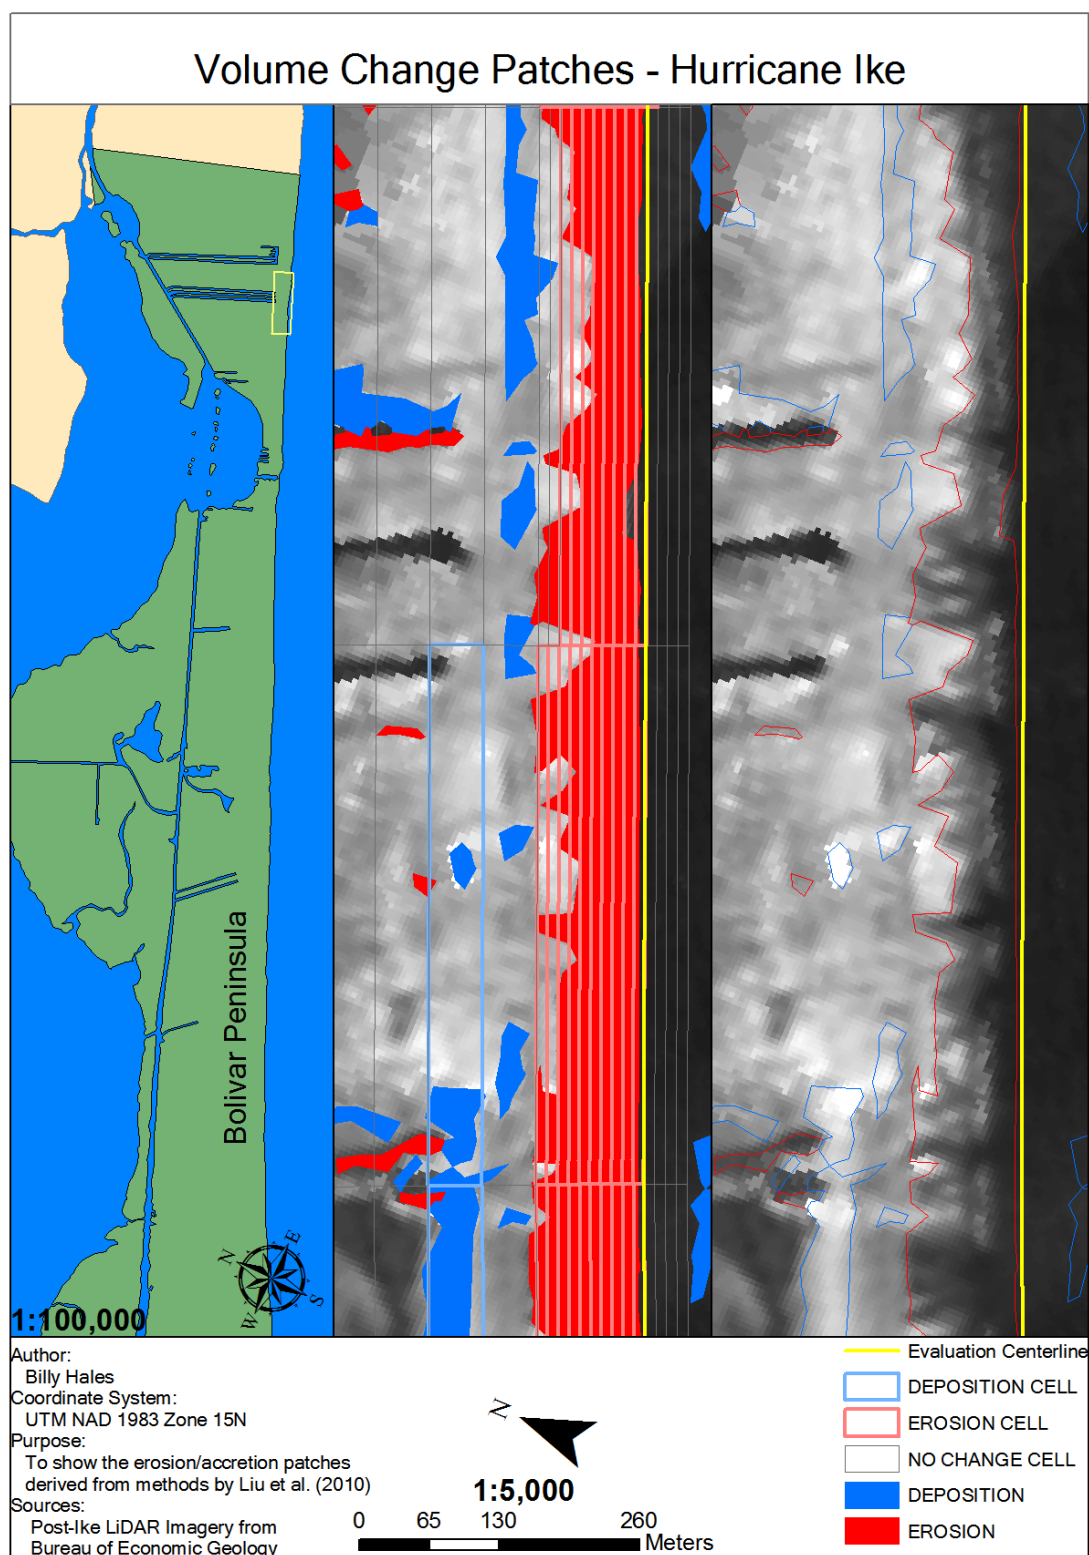 Volume Change Patches - Hurricane Ike
Bolivar Peninsula
N
E
W
S
1:100,000
Author:
Billy Hales
Coordinate System:
UTM NAD 1983 Zone 15N
Purpose:
To show the erosion/accretion patches
derived from methods by Liu et al. (2010)
Sources:
Post-Ike LiDAR Imagery from
Bureau of Economic Geology
N
1:5,000
0 65 130 260
Meters
Evaluation Centerline
DEPOSITION CELL
EROSION CELL
NO CHANGE CELL
DEPOSITION
EROSION